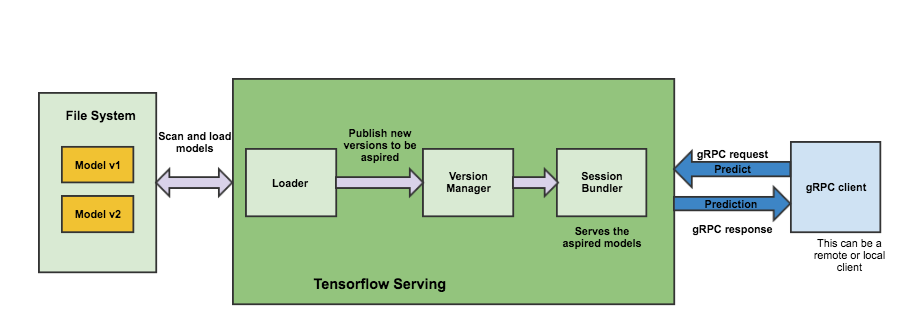 File System
Model v1
Model v2
Scan and load
models
Loader
Publish new
versions to be
aspired
Version
Manager
Session
Bundler
Serves the
aspired models
Tensorflow Serving
gRPC request
Predict
Prediction
gRPC response
gRPC client
This can be a
remote or local
client